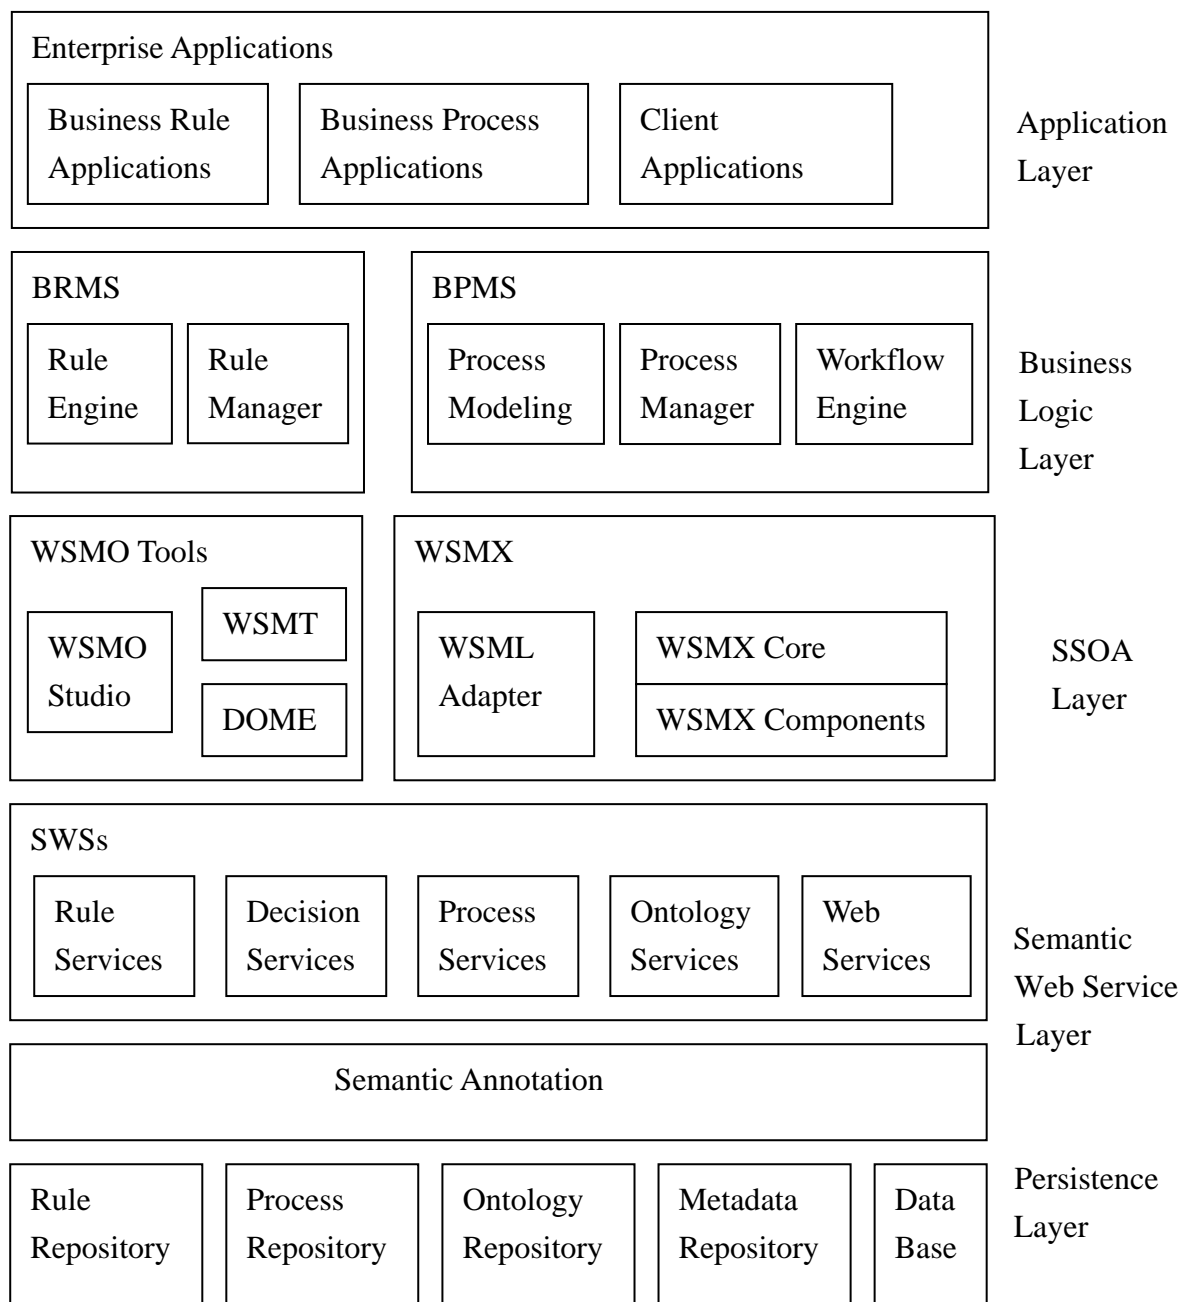 Enterprise Applications
Business Rule
Applications
Business Process
Applications
Client
Applications
Application
Layer
BRMS
Rule
Engine
Rule
Manager
BPMS
Process
Modeling
Process
Manager
Workflow
Engine
Business
Logic
Layer
WSMO Tools
WSMO
Studio
WSMT
DOME
WSMX
WSML
Adapter
WSMX Core
WSMX Components
SSOA
Layer
SWSs
Rule
Services
Decision
Services
Process
Services
Ontology
Services
Web
Services
Semantic
Web Service
Layer
Semantic Annotation
Rule
Repository
Process
Repository
Ontology
Repository
Metadata
Repository
Data
Base
Persistence
Layer